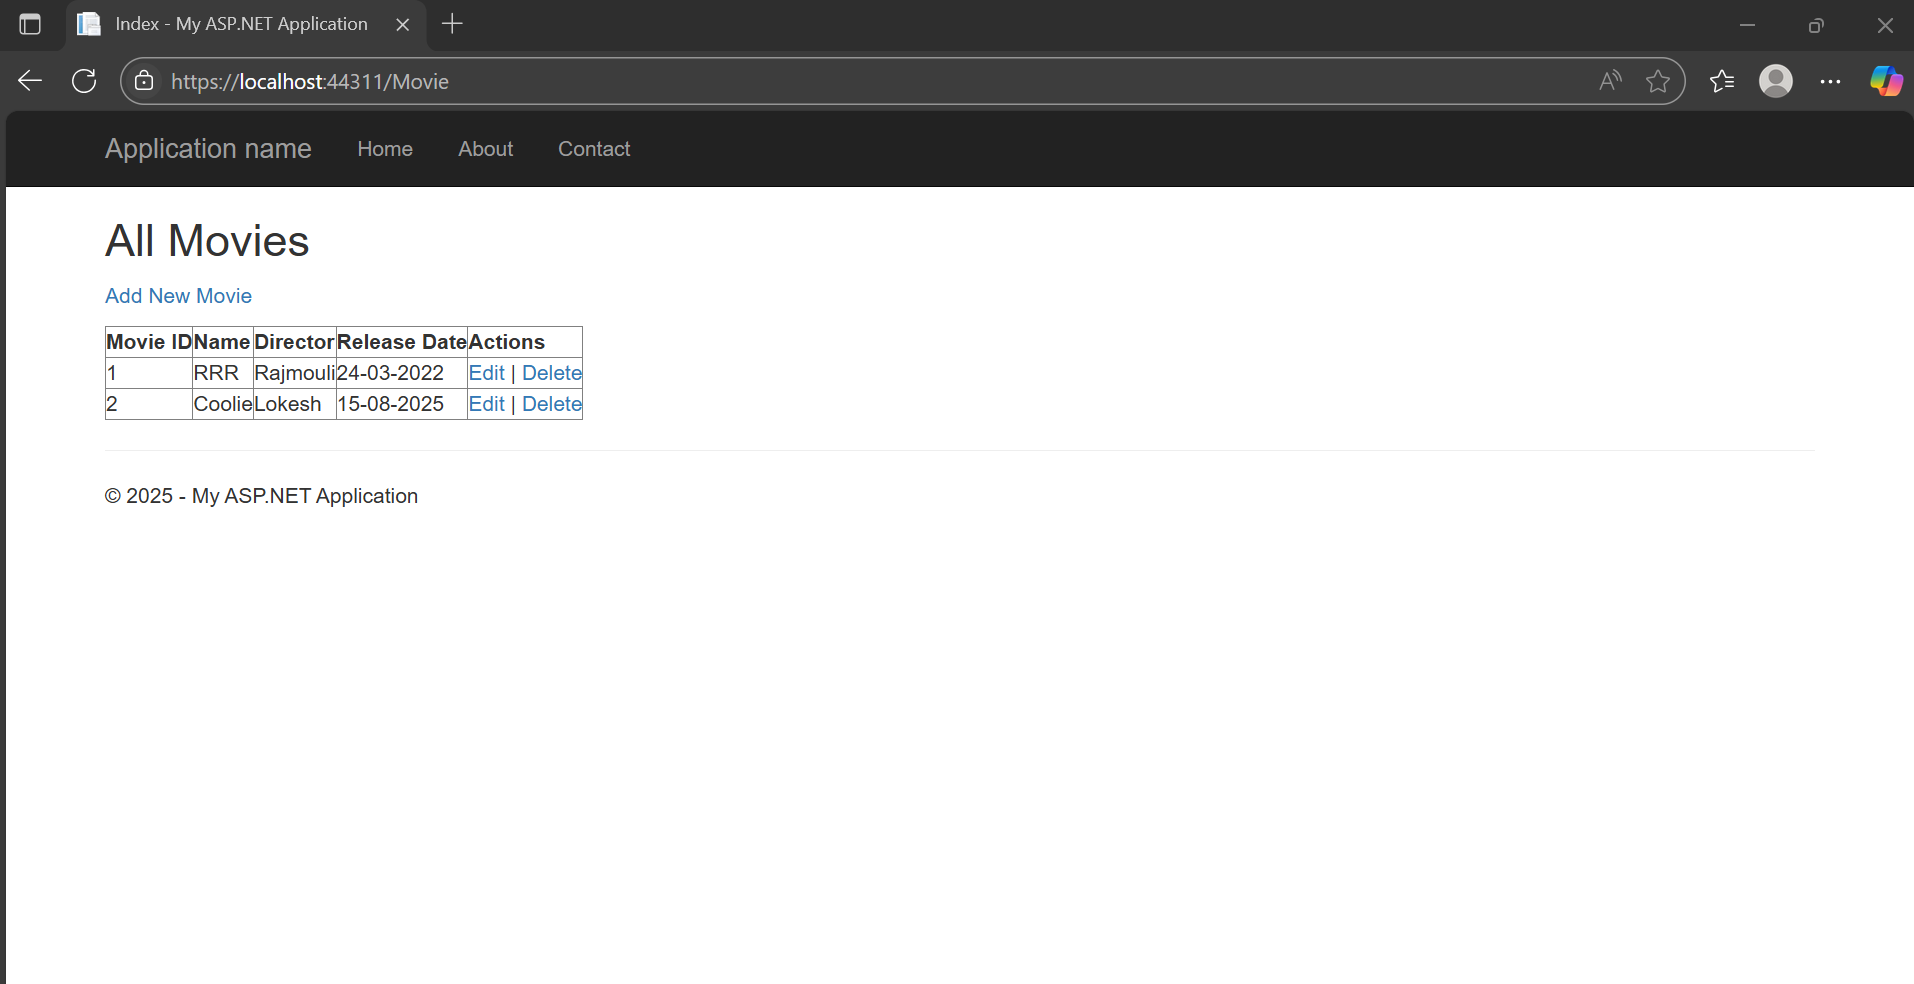 Index - My ASP.NET Application
https://localhost:44311/Movie
Application name Home About Contact
All Movies
Add New Movie
Movie ID Name Director Release Date Actions
1 RRR Rajmouli 24-03-2022 Edit | Delete
2 Coolie Lokesh 15-08-2025 Edit | Delete
© 2025 - My ASP.NET Application